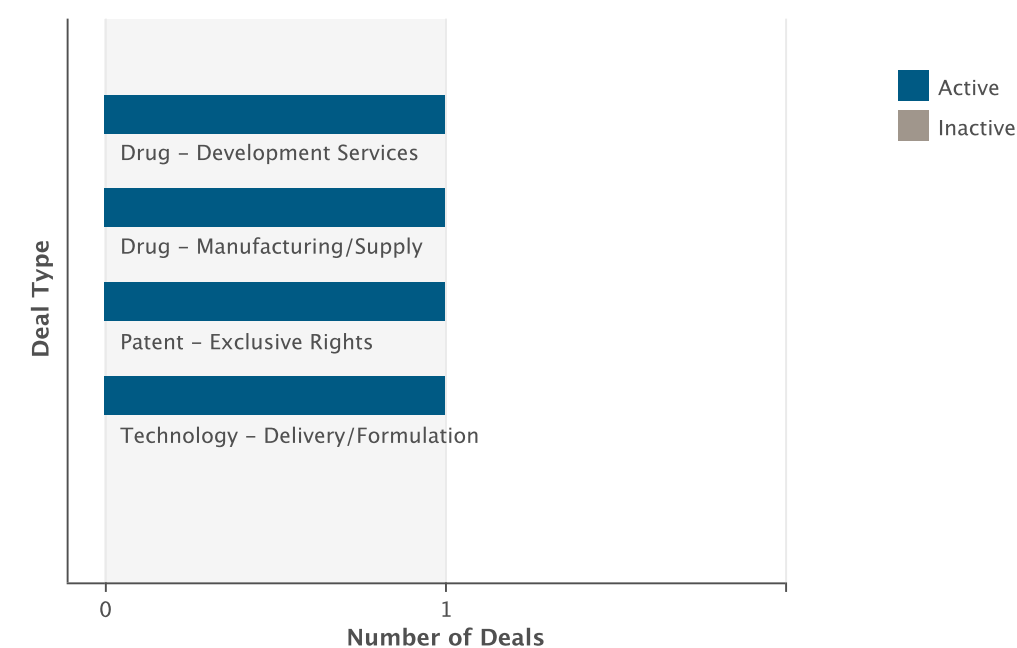 Active
Inactive
Drug – Development Services
Drug – Manufacturing/Supply
Patent – Exclusive Rights
Technology – Delivery/Formulation
Deal Type
0
1
Number of Deals